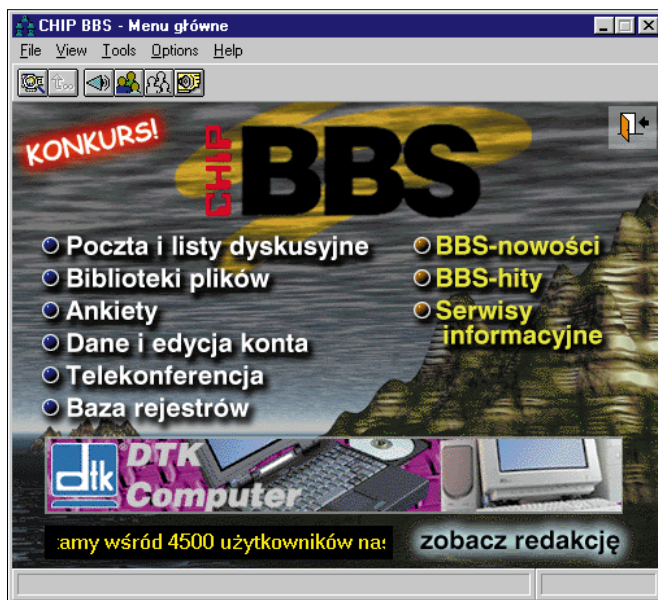 CHIP BBS - Menu główne
File View Tools Options Help
KONKURS!
CHIP BBS
Poczta i listy dyskusyjne
Biblioteki plików
Ankiety
Dane i edycja konta
Telekonferencja
Baza rejestrów
BBS-nowości
BBS-hity
Serwisy
informacyjne
dtk
DTK
Computer
amy wśród 4500 użytkowników nas
zobacz redakcję